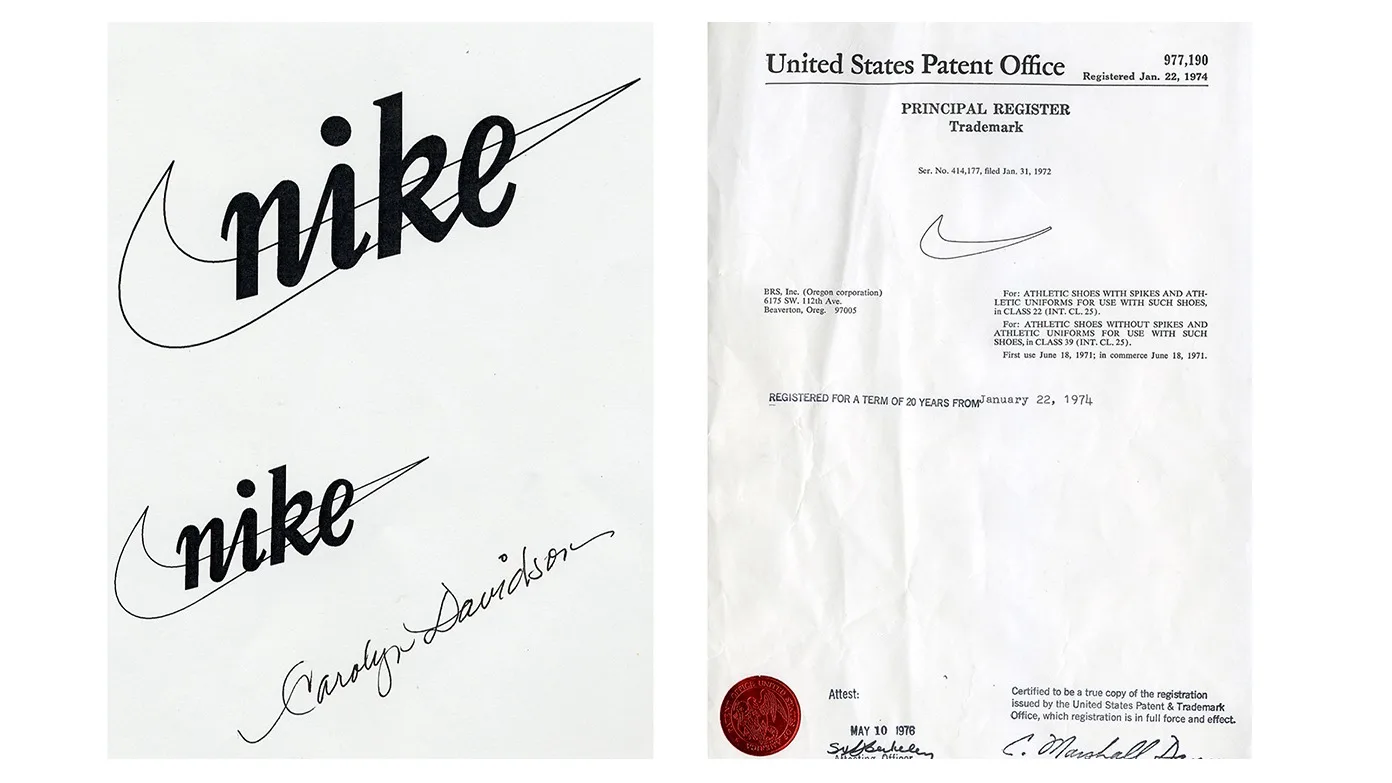 nike
nike
Carolyn Davidson
United States Patent Office
977,190
Registered Jan. 22, 1974
PRINCIPAL REGISTER
Trademark
Ser. No. 414,177, filed Jan. 31, 1972
BRS, Inc. (Oregon corporation)
6175 SW. 112th Ave.
Beaverton, Oreg. 97005
For: ATHLETIC SHOES WITH SPIKES AND ATH-
LETIC UNIFORMS FOR USE WITH SUCH SHOES,
in CLASS 22 (INT. CL. 25).
For: ATHLETIC SHOES WITHOUT SPIKES AND
ATHLETIC UNIFORMS FOR USE WITH SUCH
SHOES, in CLASS 39 (INT. CL. 25).
First use June 18, 1971; in commerce June 18, 1971.
REGISTERED FOR A TERM OF 20 YEARS FROM January 22, 1974
Attest:
MAY 10 1976
Attesting Officer
Certified to be a true copy of the registration
issued by the United States Patent & Trademark
Office, which registration is in full force and effect.
C. Marshall